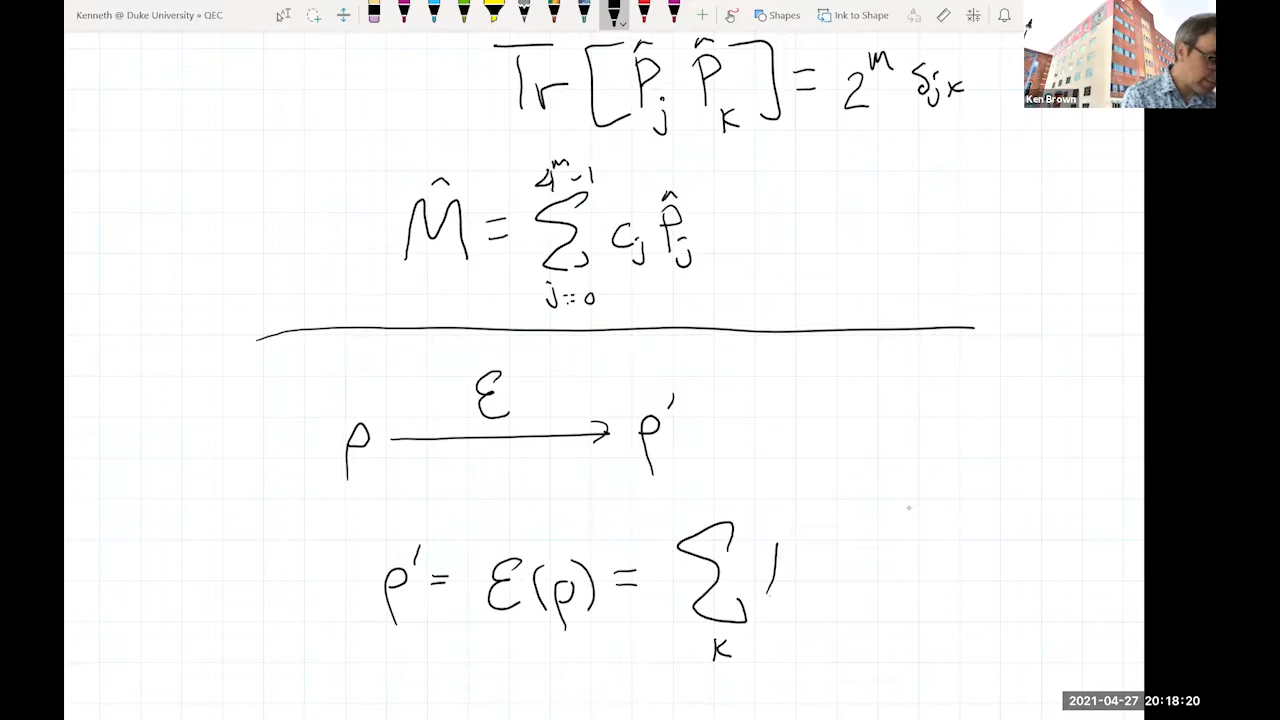 Kenneth @ Duke University > QEC
Shapes
Ink to Shape
Ken Brown
Tr [P̂_j P̂_K] = 2^m δ_jK
M̂ = Σ_{j=0}^{4^m-1} c_j P̂_j
ρ —ℰ→ ρ'
ρ' = ℰ(ρ) = Σ_K
2021-04-27 20:18:20